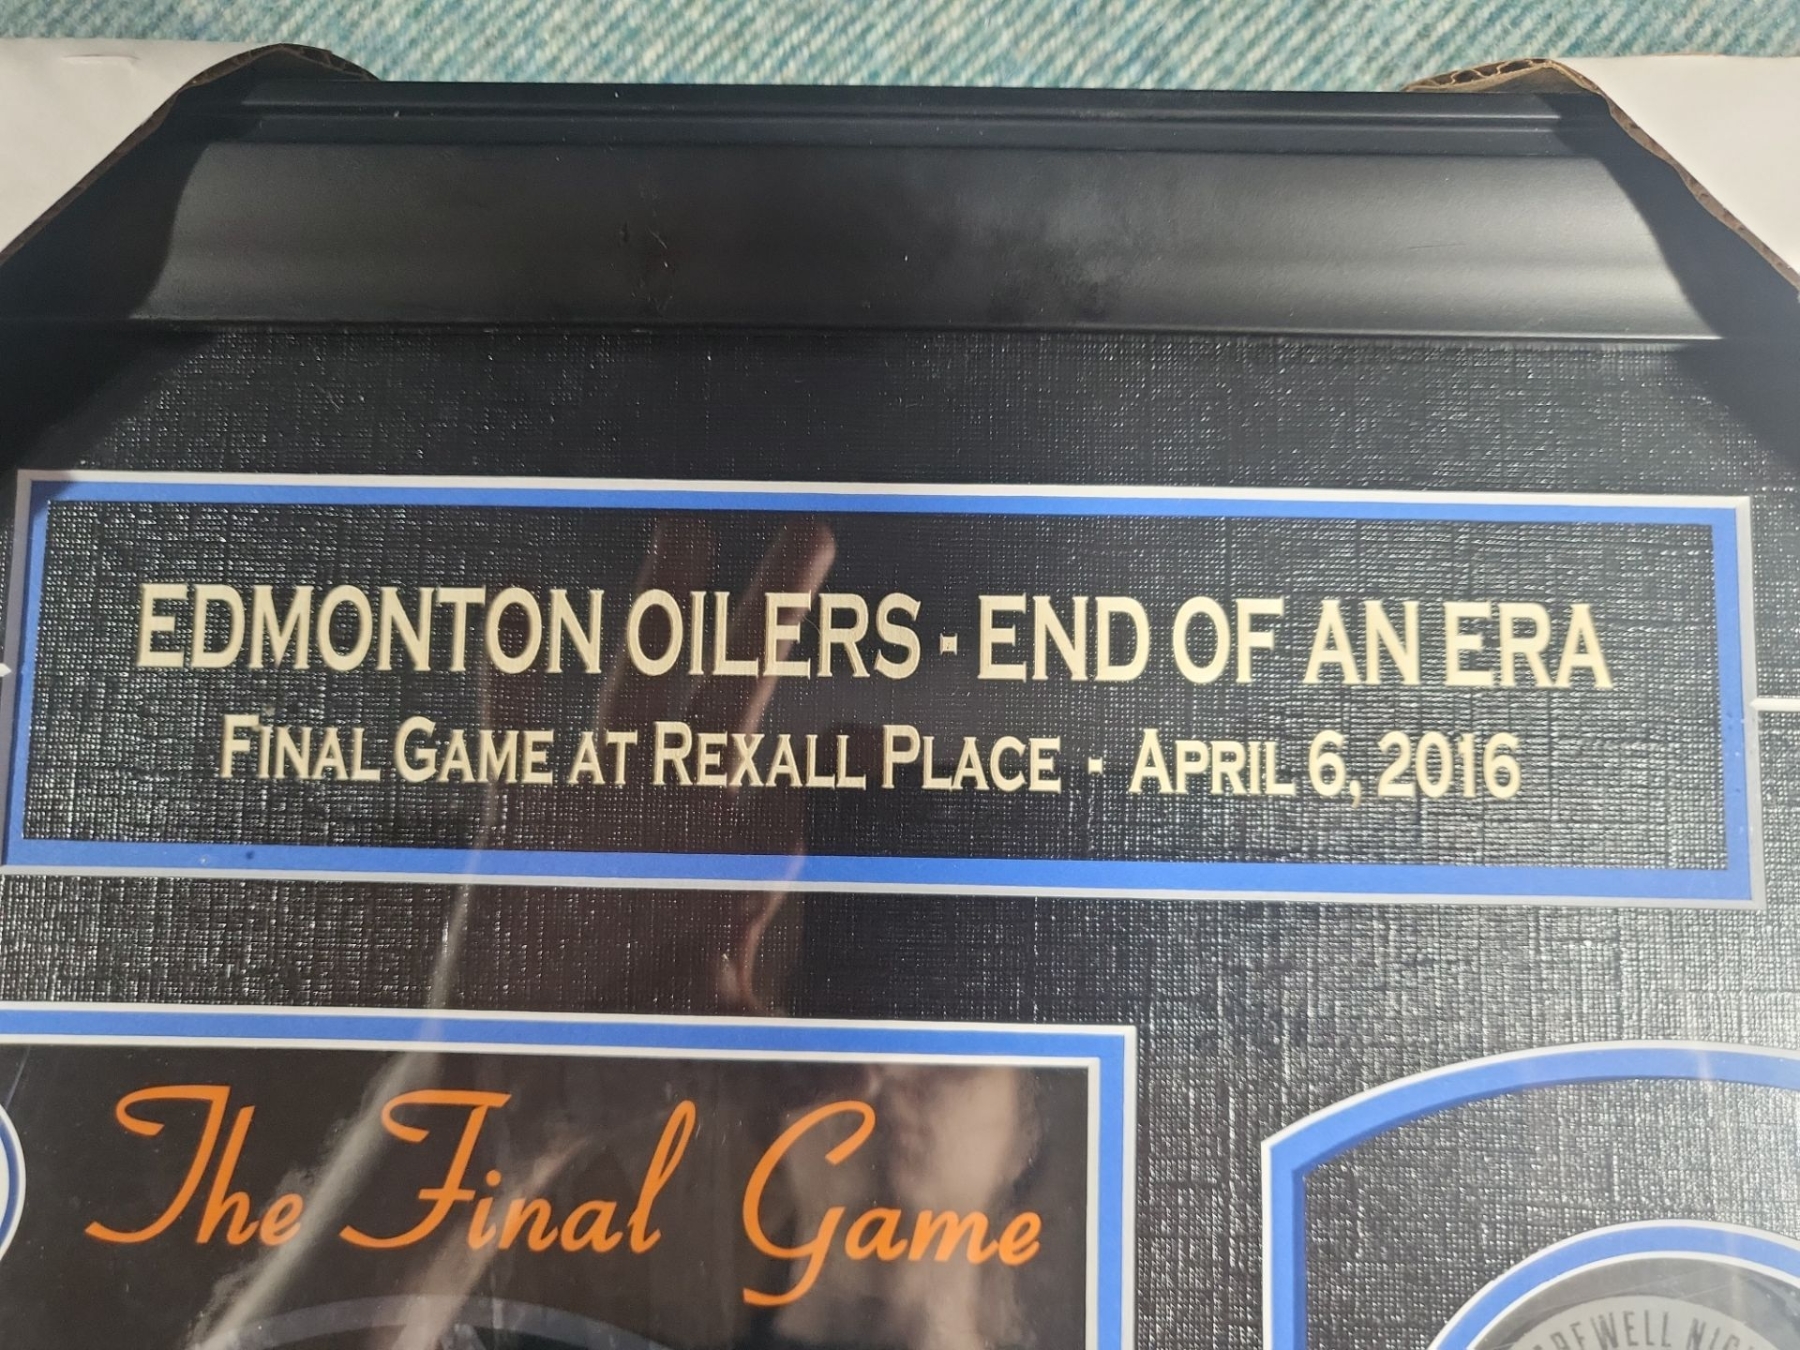 EDMONTON OILERS · END OF AN ERA
FINAL GAME AT REXALL PLACE · APRIL 6, 2016
The Final Game